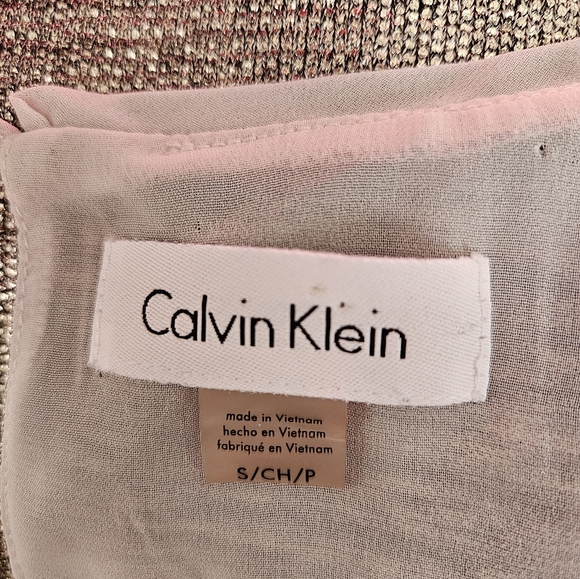 Calvin Klein
made in Vietnam
hecho en Vietnam
fabriqué en Vietnam
S/CH/P